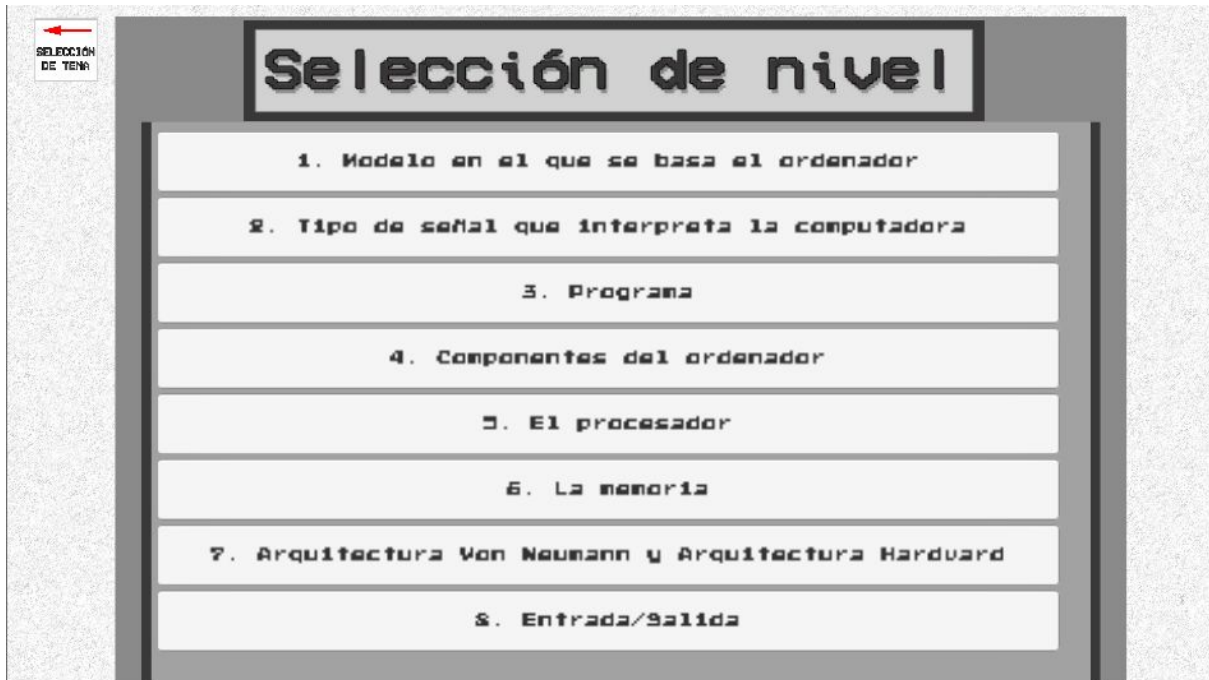 SELECCIÓN
DE TEMA
Selección de nivel
1. Modelo en el que se basa el ordenador
2. Tipo de señal que interpreta la computadora
3. Programa
4. Componentes del ordenador
5. El procesador
6. La memoria
7. Arquitectura Von Neumann y Arquitectura Hardvard
8. Entrada/Salida